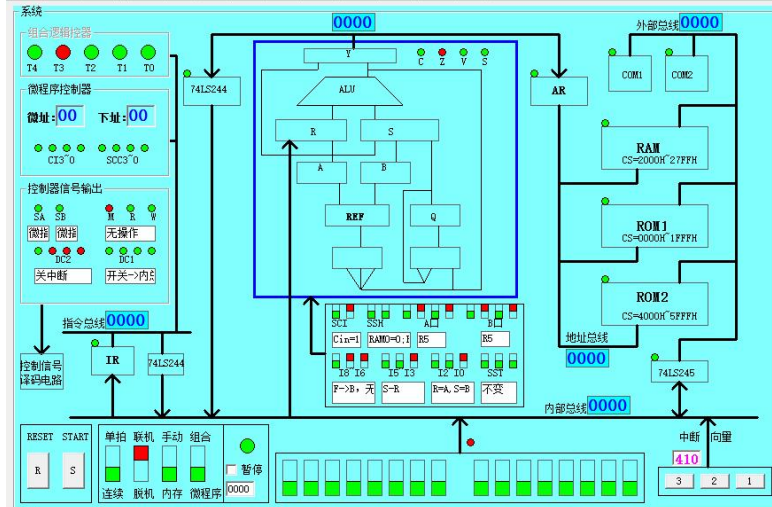 系统
组合逻辑控器
T4 T3 T2 T1 T0
微程序控制器
微址: 00 下址: 00
CI3~0 SCC3~0
控制器信号输出
SA SB M R W
微指 微指 无操作
DC2 DC1
关中断 开关->内总
指令总线 0000
控制信号
译码电路
IR
74LS244
74LS244
0000
Y
C Z V S
ALU
R S
A B
REF Q
SCI SSH A口 B口
Cin=1 RAM0=0;R R5 R5
I8 I6 I5 I3 I2 I0 SST
F->B, 无 S-R R=A,S=B 不变
AR
外部总线 0000
COM1 COM2
RAM
CS=2000H~27FFH
ROM1
CS=0000H~1FFFH
ROM2
CS=4000H~5FFFH
地址总线
0000
74LS245
内部总线 0000
RESET START
R S
单拍 联机 手动 组合
连续 脱机 内存 微程序
暂停
0000
中断 向量
410
3 2 1